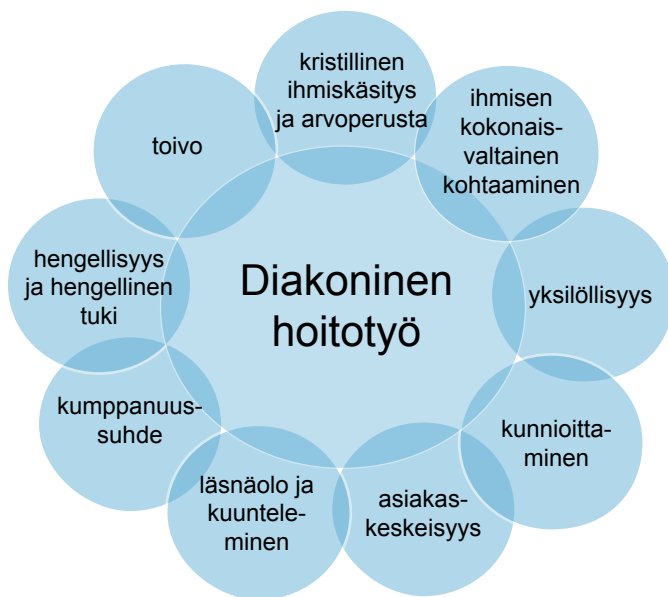 kristillinen
ihmiskäsitys
ja arvoperusta
ihmisen
kokonais-
valtainen
kohtaaminen
yksilöllisyys
kunnioitta-
minen
asiakas-
keskeisyys
läsnäolo ja
kuuntele-
minen
kumppanuus-
suhde
hengellisyys
ja hengellinen
tuki
toivo
Diakoninen
hoitotyö